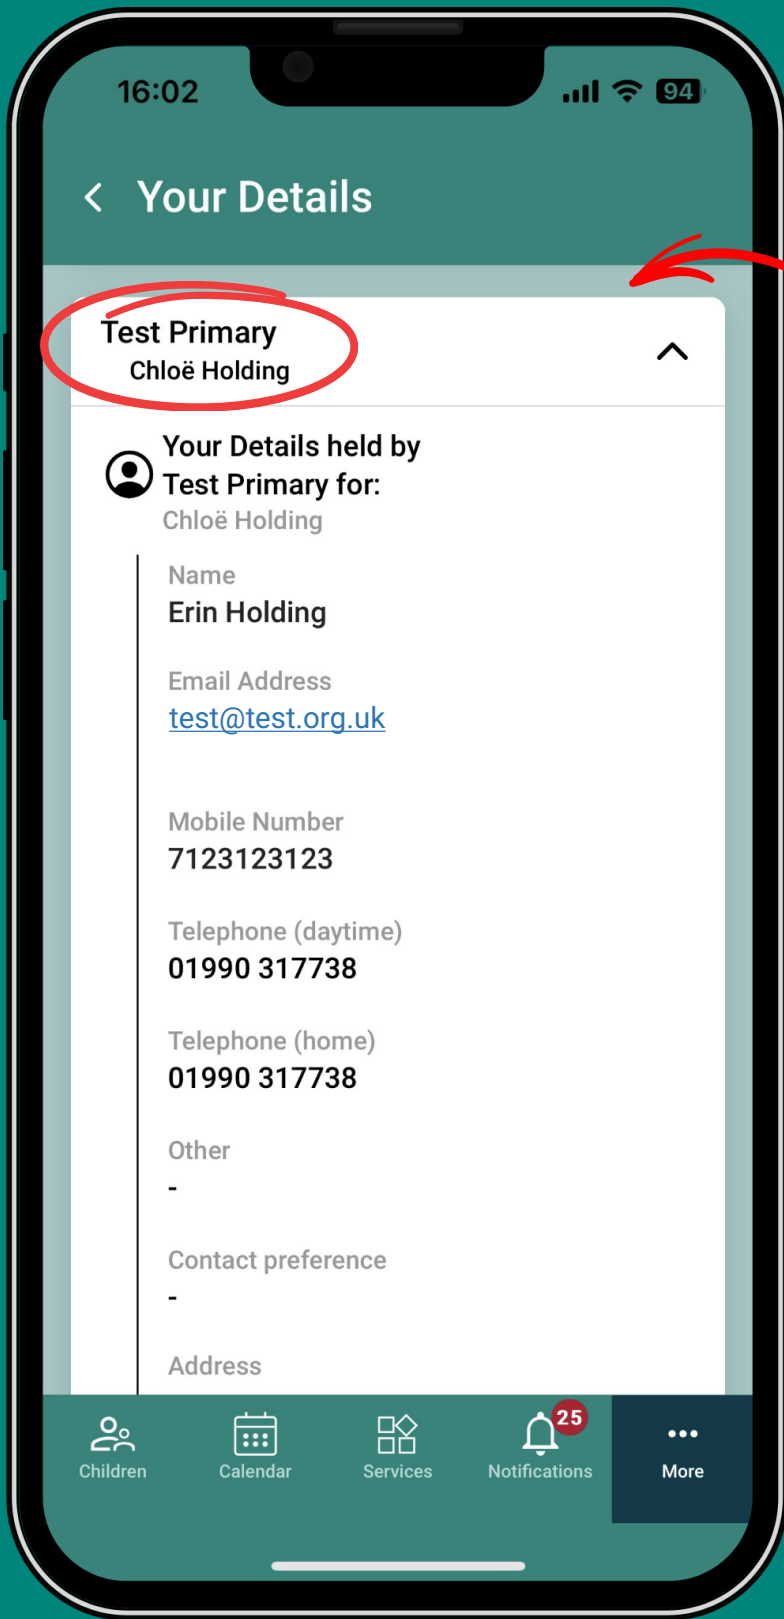 16:02
94
Your Details
Test Primary
Chloë Holding
Your Details held by
Test Primary for:
Chloë Holding
Name
Erin Holding
Email Address
test@test.org.uk
Mobile Number
7123123123
Telephone (daytime)
01990 317738
Telephone (home)
01990 317738
Other
-
Contact preference
-
Address
25
Children
Calendar
Services
Notifications
More